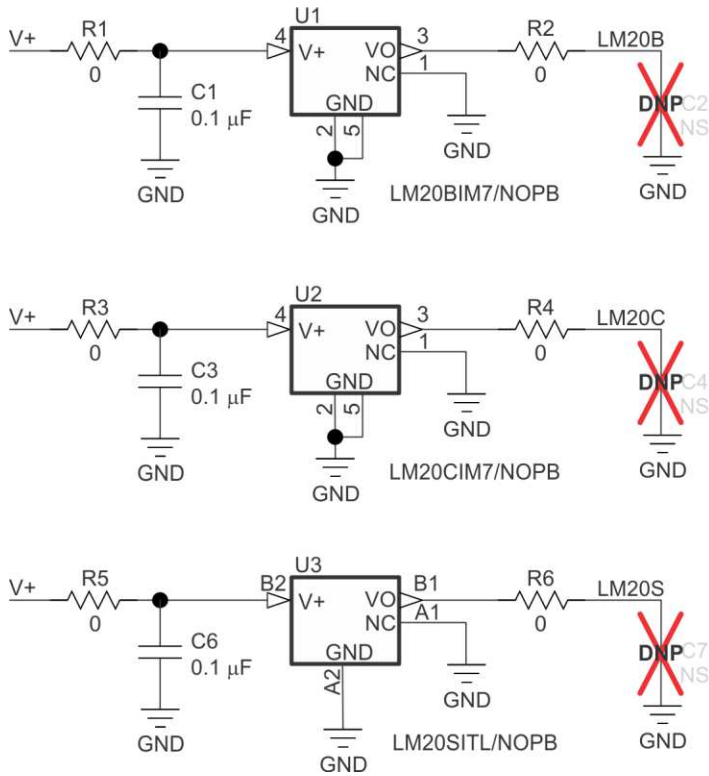 U1
V+ R1 4 V+ VO 3 R2 LM20B
0 NC 1 0
C1 GND DNP C2
0.1 µF 2 5 NS
GND GND GND GND
LM20BIM7/NOPB
U2
V+ R3 4 V+ VO 3 R4 LM20C
0 NC 1 0
C3 GND DNP C4
0.1 µF 2 5 NS
GND GND GND GND
LM20CIM7/NOPB
U3
V+ R5 B2 V+ VO B1 R6 LM20S
0 NC A1 0
C6 GND DNP C7
0.1 µF A2 NS
GND GND GND GND
LM20SITL/NOPB